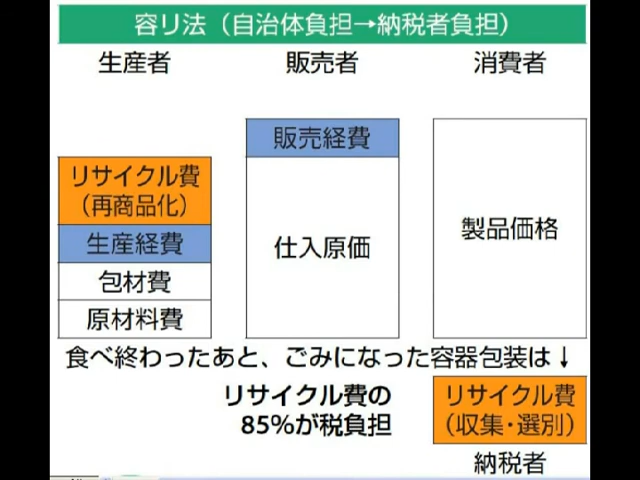 容リ法（自治体負担→納税者負担）
生産者
販売者
消費者
リサイクル費
（再商品化）
生産経費
包材費
原材料費
販売経費
仕入原価
製品価格
食べ終わったあと、ごみになった容器包装は↓
リサイクル費の
85%が税負担
リサイクル費
（収集・選別）
納税者